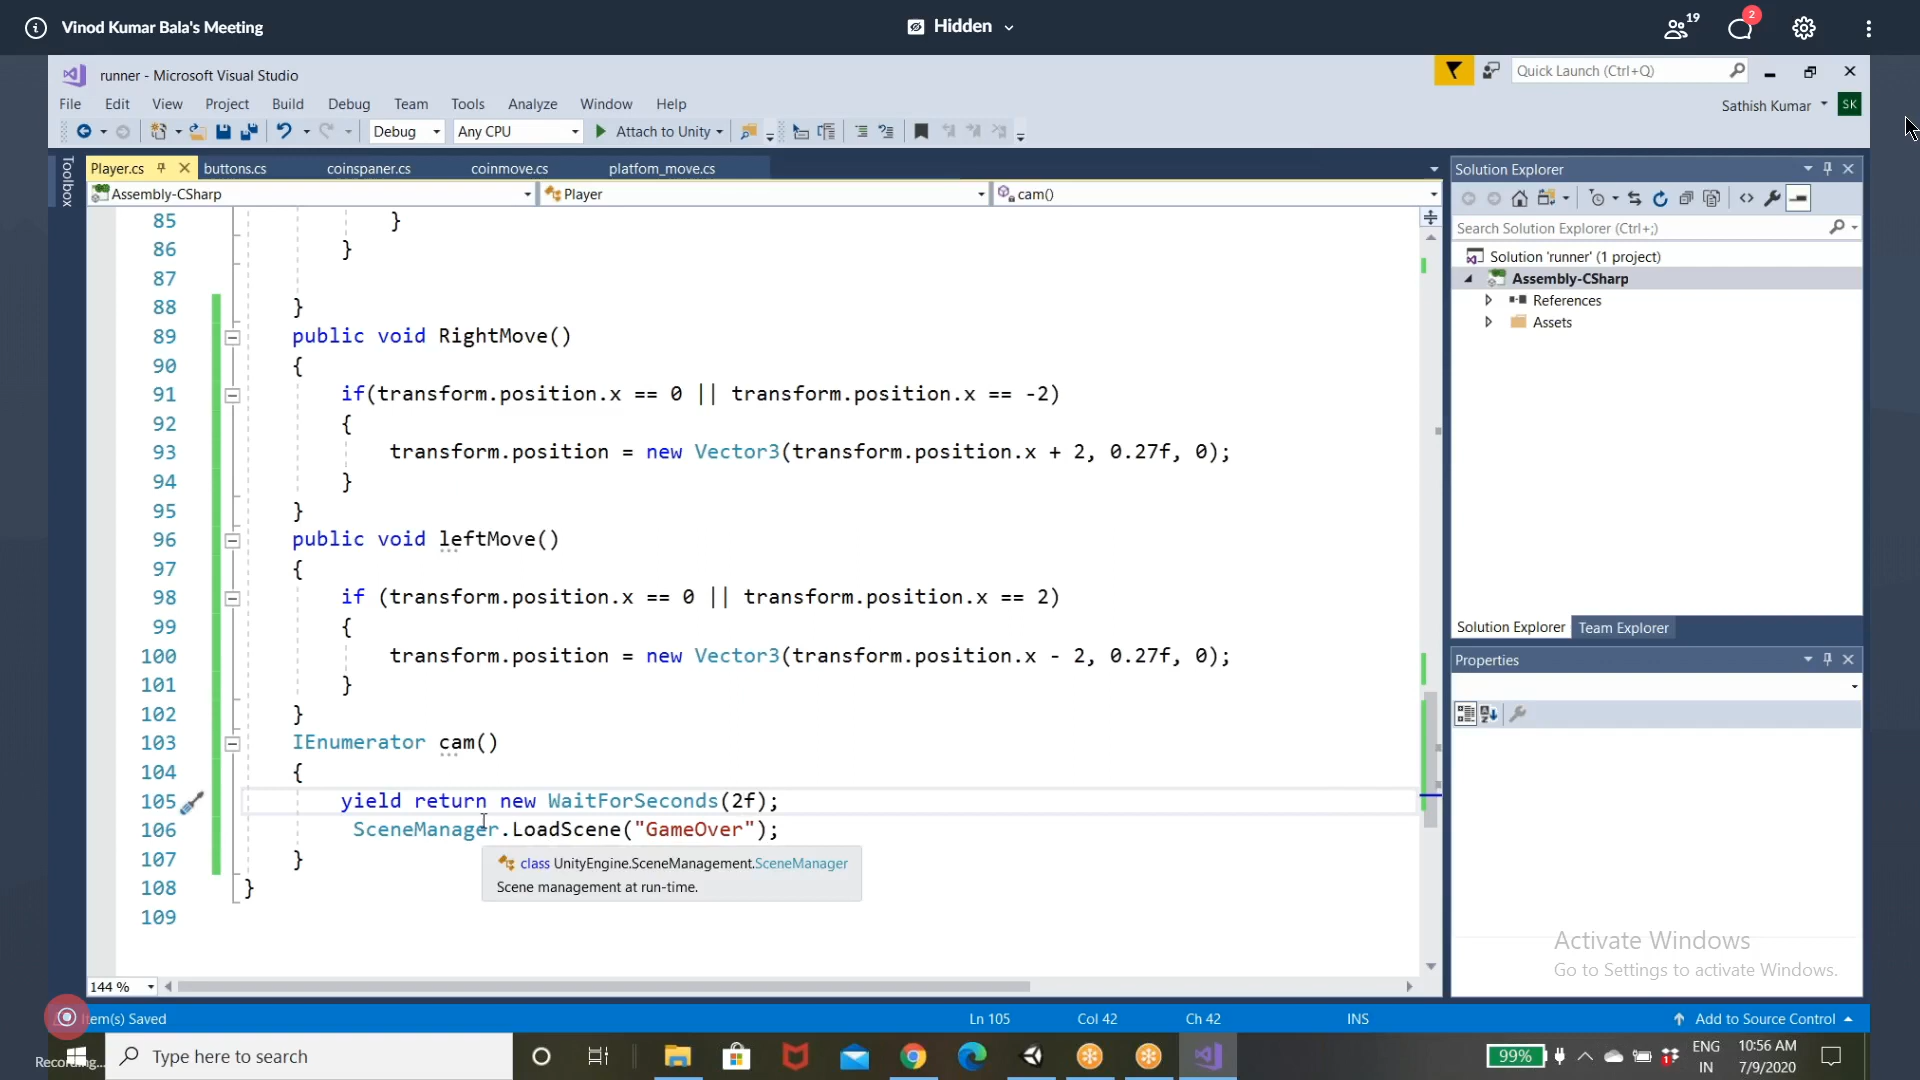 Vinod Kumar Bala's Meeting
Hidden
19
2
runner - Microsoft Visual Studio
Quick Launch (Ctrl+Q)
File Edit View Project Build Debug Team Tools Analyze Window Help
Sathish Kumar SK
Debug Any CPU Attach to Unity
Toolbox
Player.cs buttons.cs coinspaner.cs coinmove.cs platfom_move.cs
Assembly-CSharp Player cam()
85 }
86 }
87
88 }
89 public void RightMove()
90 {
91 if(transform.position.x == 0 || transform.position.x == -2)
92 {
93 transform.position = new Vector3(transform.position.x + 2, 0.27f, 0);
94 }
95 }
96 public void leftMove()
97 {
98 if (transform.position.x == 0 || transform.position.x == 2)
99 {
100 transform.position = new Vector3(transform.position.x - 2, 0.27f, 0);
101 }
102 }
103 IEnumerator cam()
104 {
105 yield return new WaitForSeconds(2f);
106 SceneManager.LoadScene("GameOver");
107 }
108 }
109
class UnityEngine.SceneManagement.SceneManager
Scene management at run-time.
144 %
Solution Explorer
Search Solution Explorer (Ctrl+;)
Solution 'runner' (1 project)
Assembly-CSharp
References
Assets
Solution Explorer Team Explorer
Properties
Activate Windows
Go to Settings to activate Windows.
Item(s) Saved Ln 105 Col 42 Ch 42 INS Add to Source Control
Recording...
Type here to search
99%
ENG
IN
10:56 AM
7/9/2020